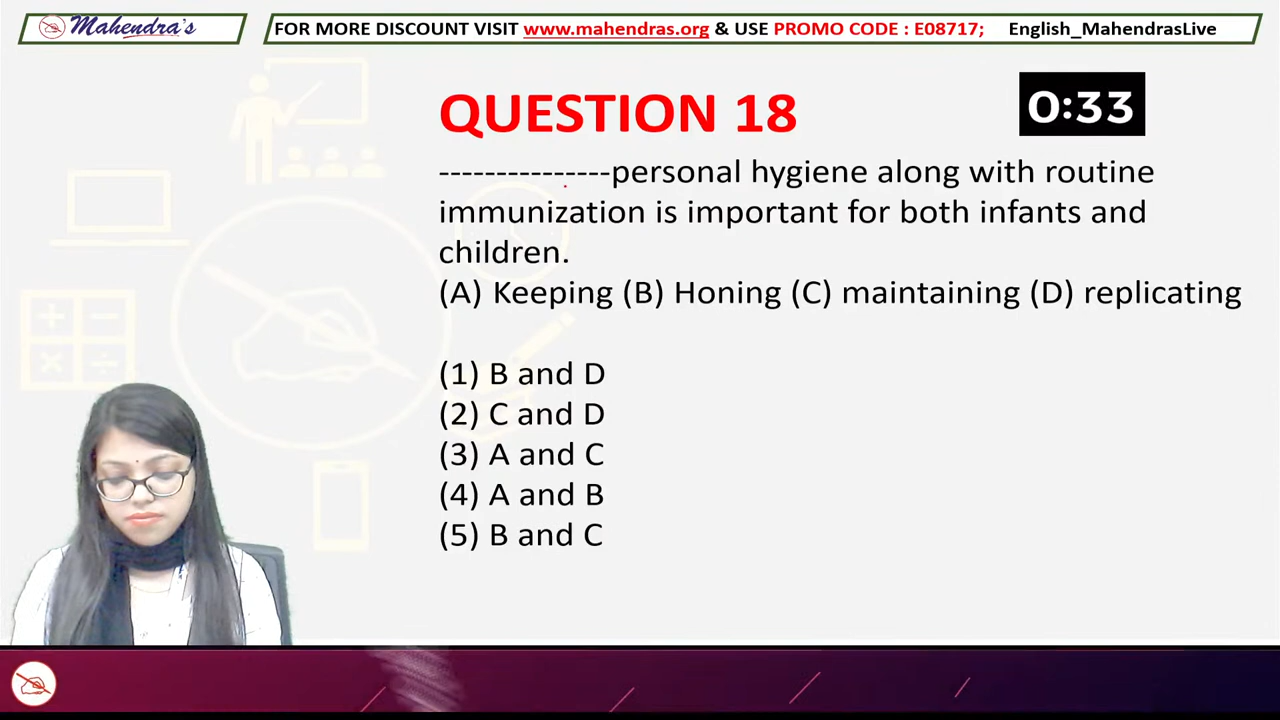 Mahendra's
FOR MORE DISCOUNT VISIT www.mahendras.org & USE PROMO CODE : E08717; English_MahendrasLive
QUESTION 18
0:33
---------------personal hygiene along with routine
immunization is important for both infants and
children.
(A) Keeping (B) Honing (C) maintaining (D) replicating
(1) B and D
(2) C and D
(3) A and C
(4) A and B
(5) B and C